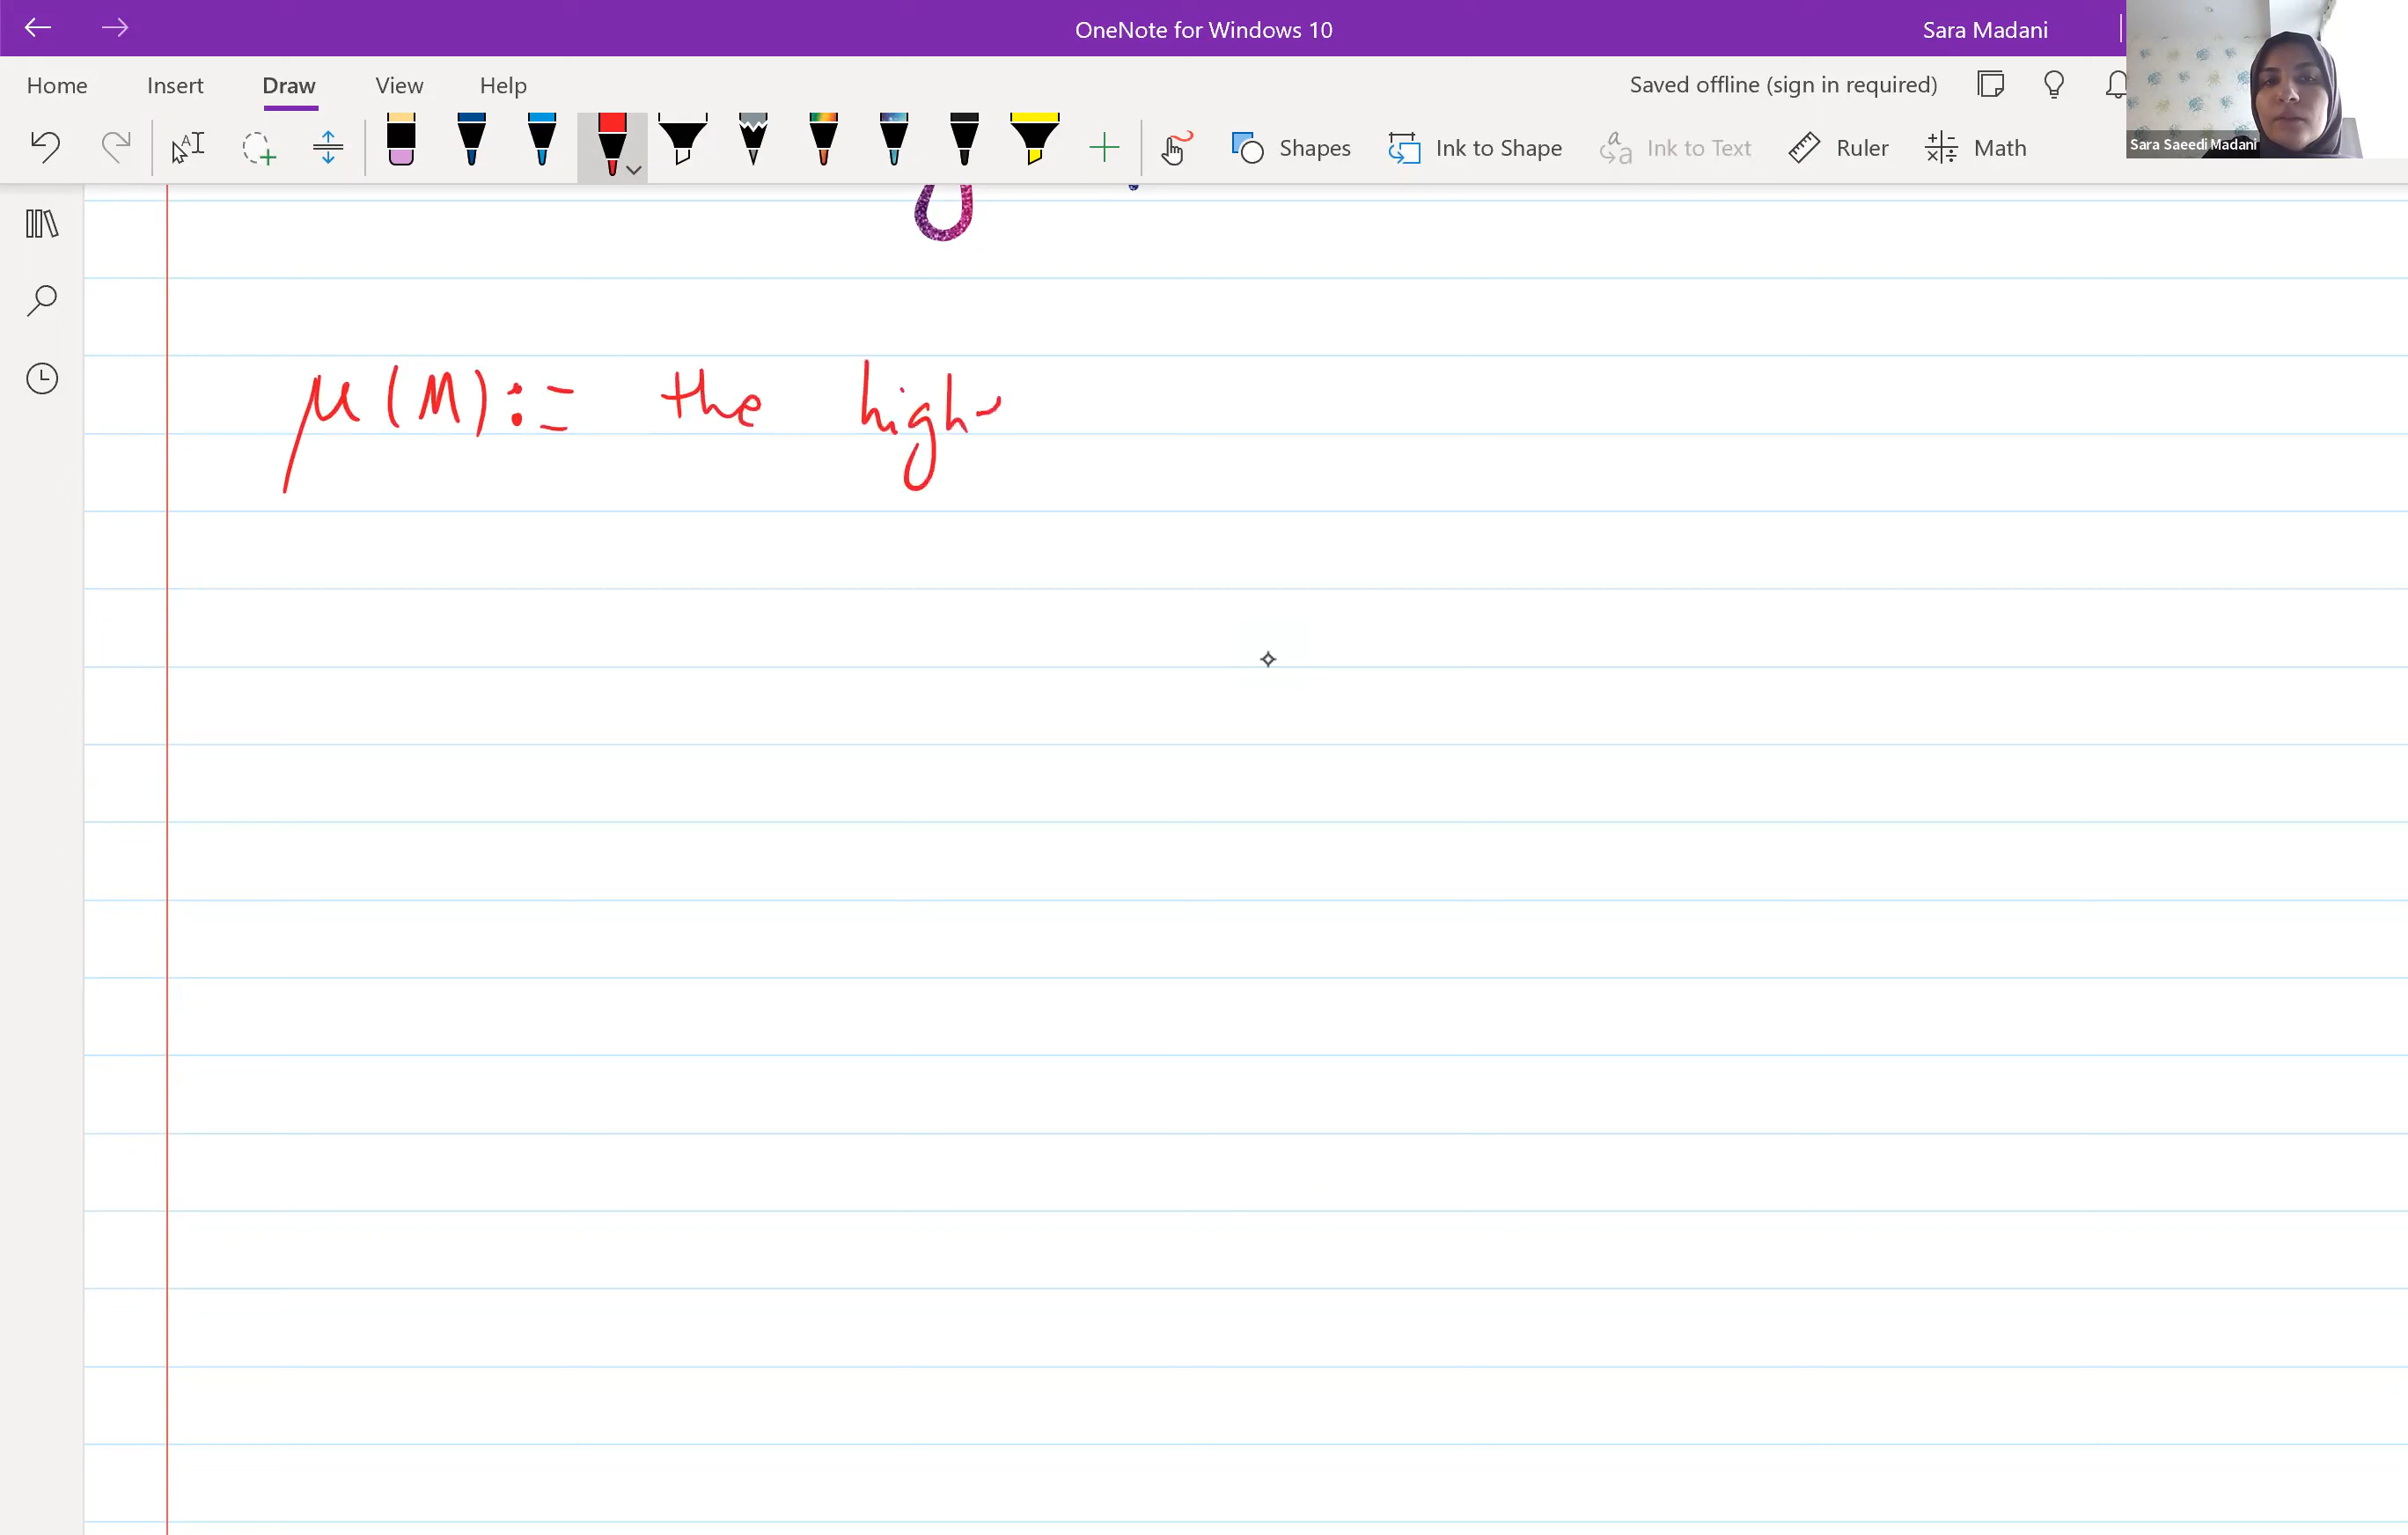 OneNote for Windows 10 Sara Madani
Home Insert Draw View Help Saved offline (sign in required)
Shapes Ink to Shape Ink to Text Ruler Math
Sara Saeedi Madani
μ(M):= the high